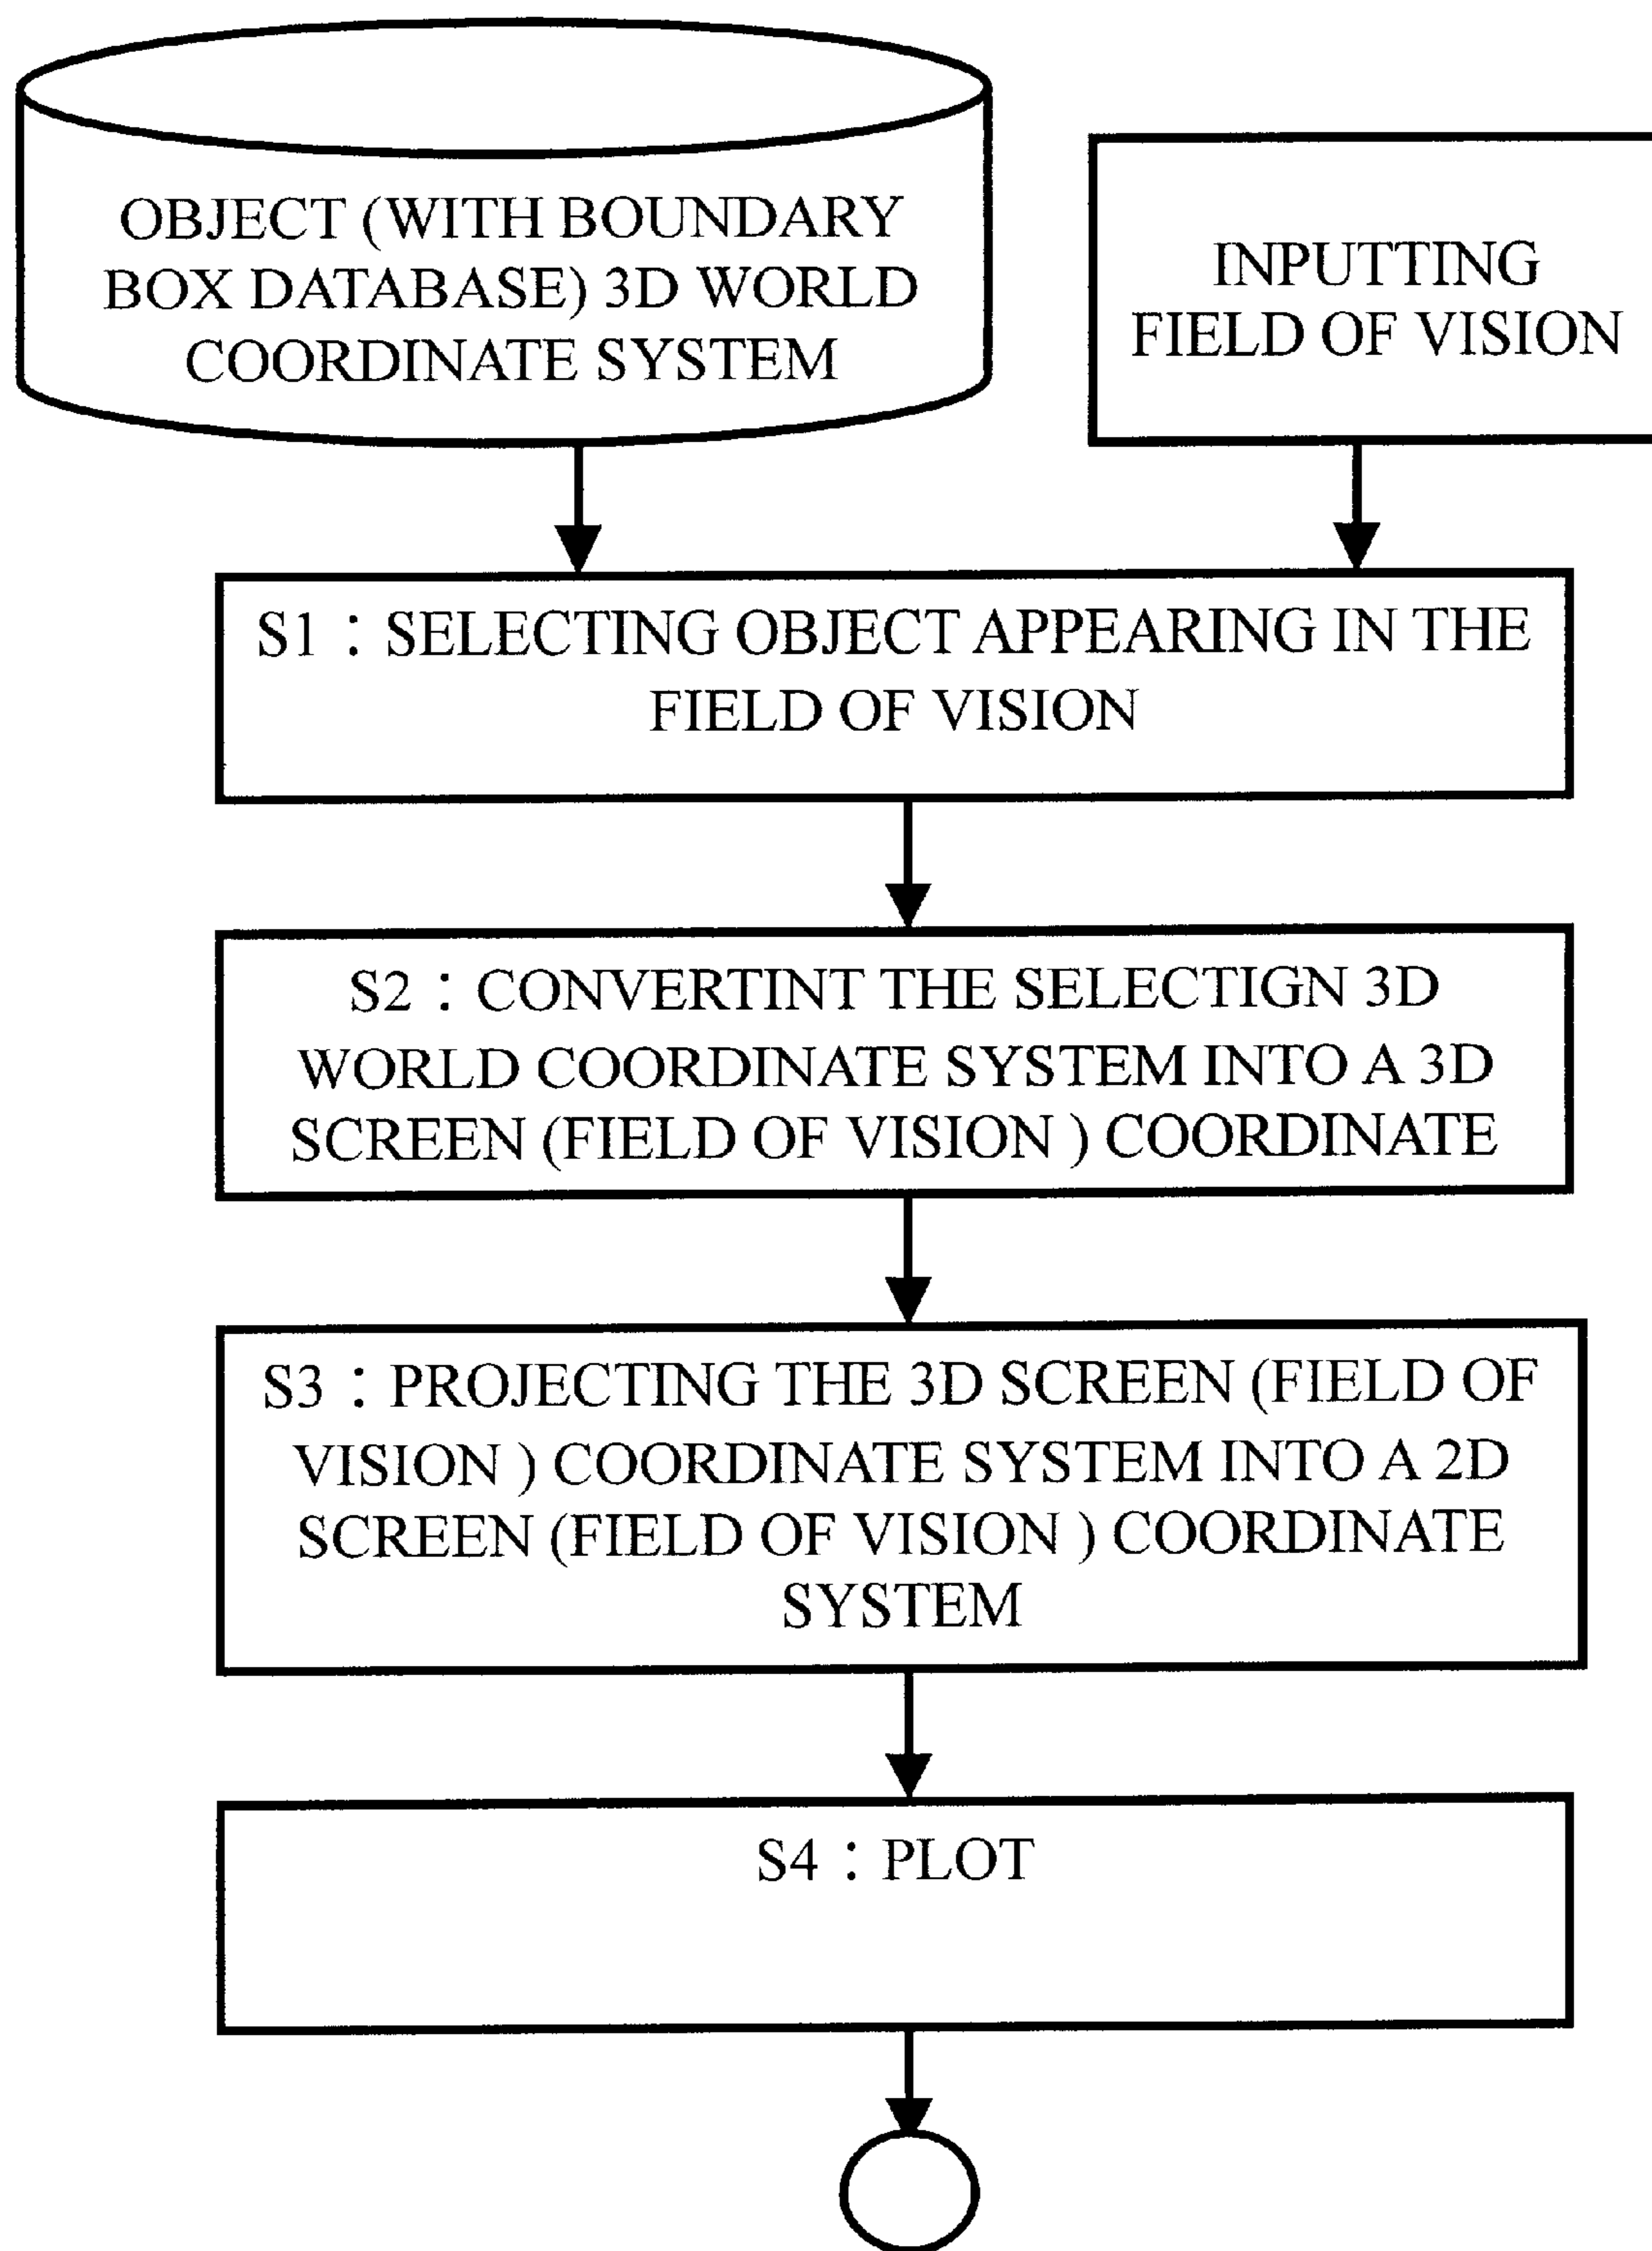 OBJECT (WITH BOUNDARY
BOX DATABASE) 3D WORLD
COORDINATE SYSTEM
INPUTTING
FIELD OF VISION
S1 : SELECTING OBJECT APPEARING IN THE
FIELD OF VISION
S2 : CONVERTINT THE SELECTIGN 3D
WORLD COORDINATE SYSTEM INTO A 3D
SCREEN (FIELD OF VISION ) COORDINATE
S3 : PROJECTING THE 3D SCREEN (FIELD OF
VISION ) COORDINATE SYSTEM INTO A 2D
SCREEN (FIELD OF VISION ) COORDINATE
SYSTEM
S4 : PLOT